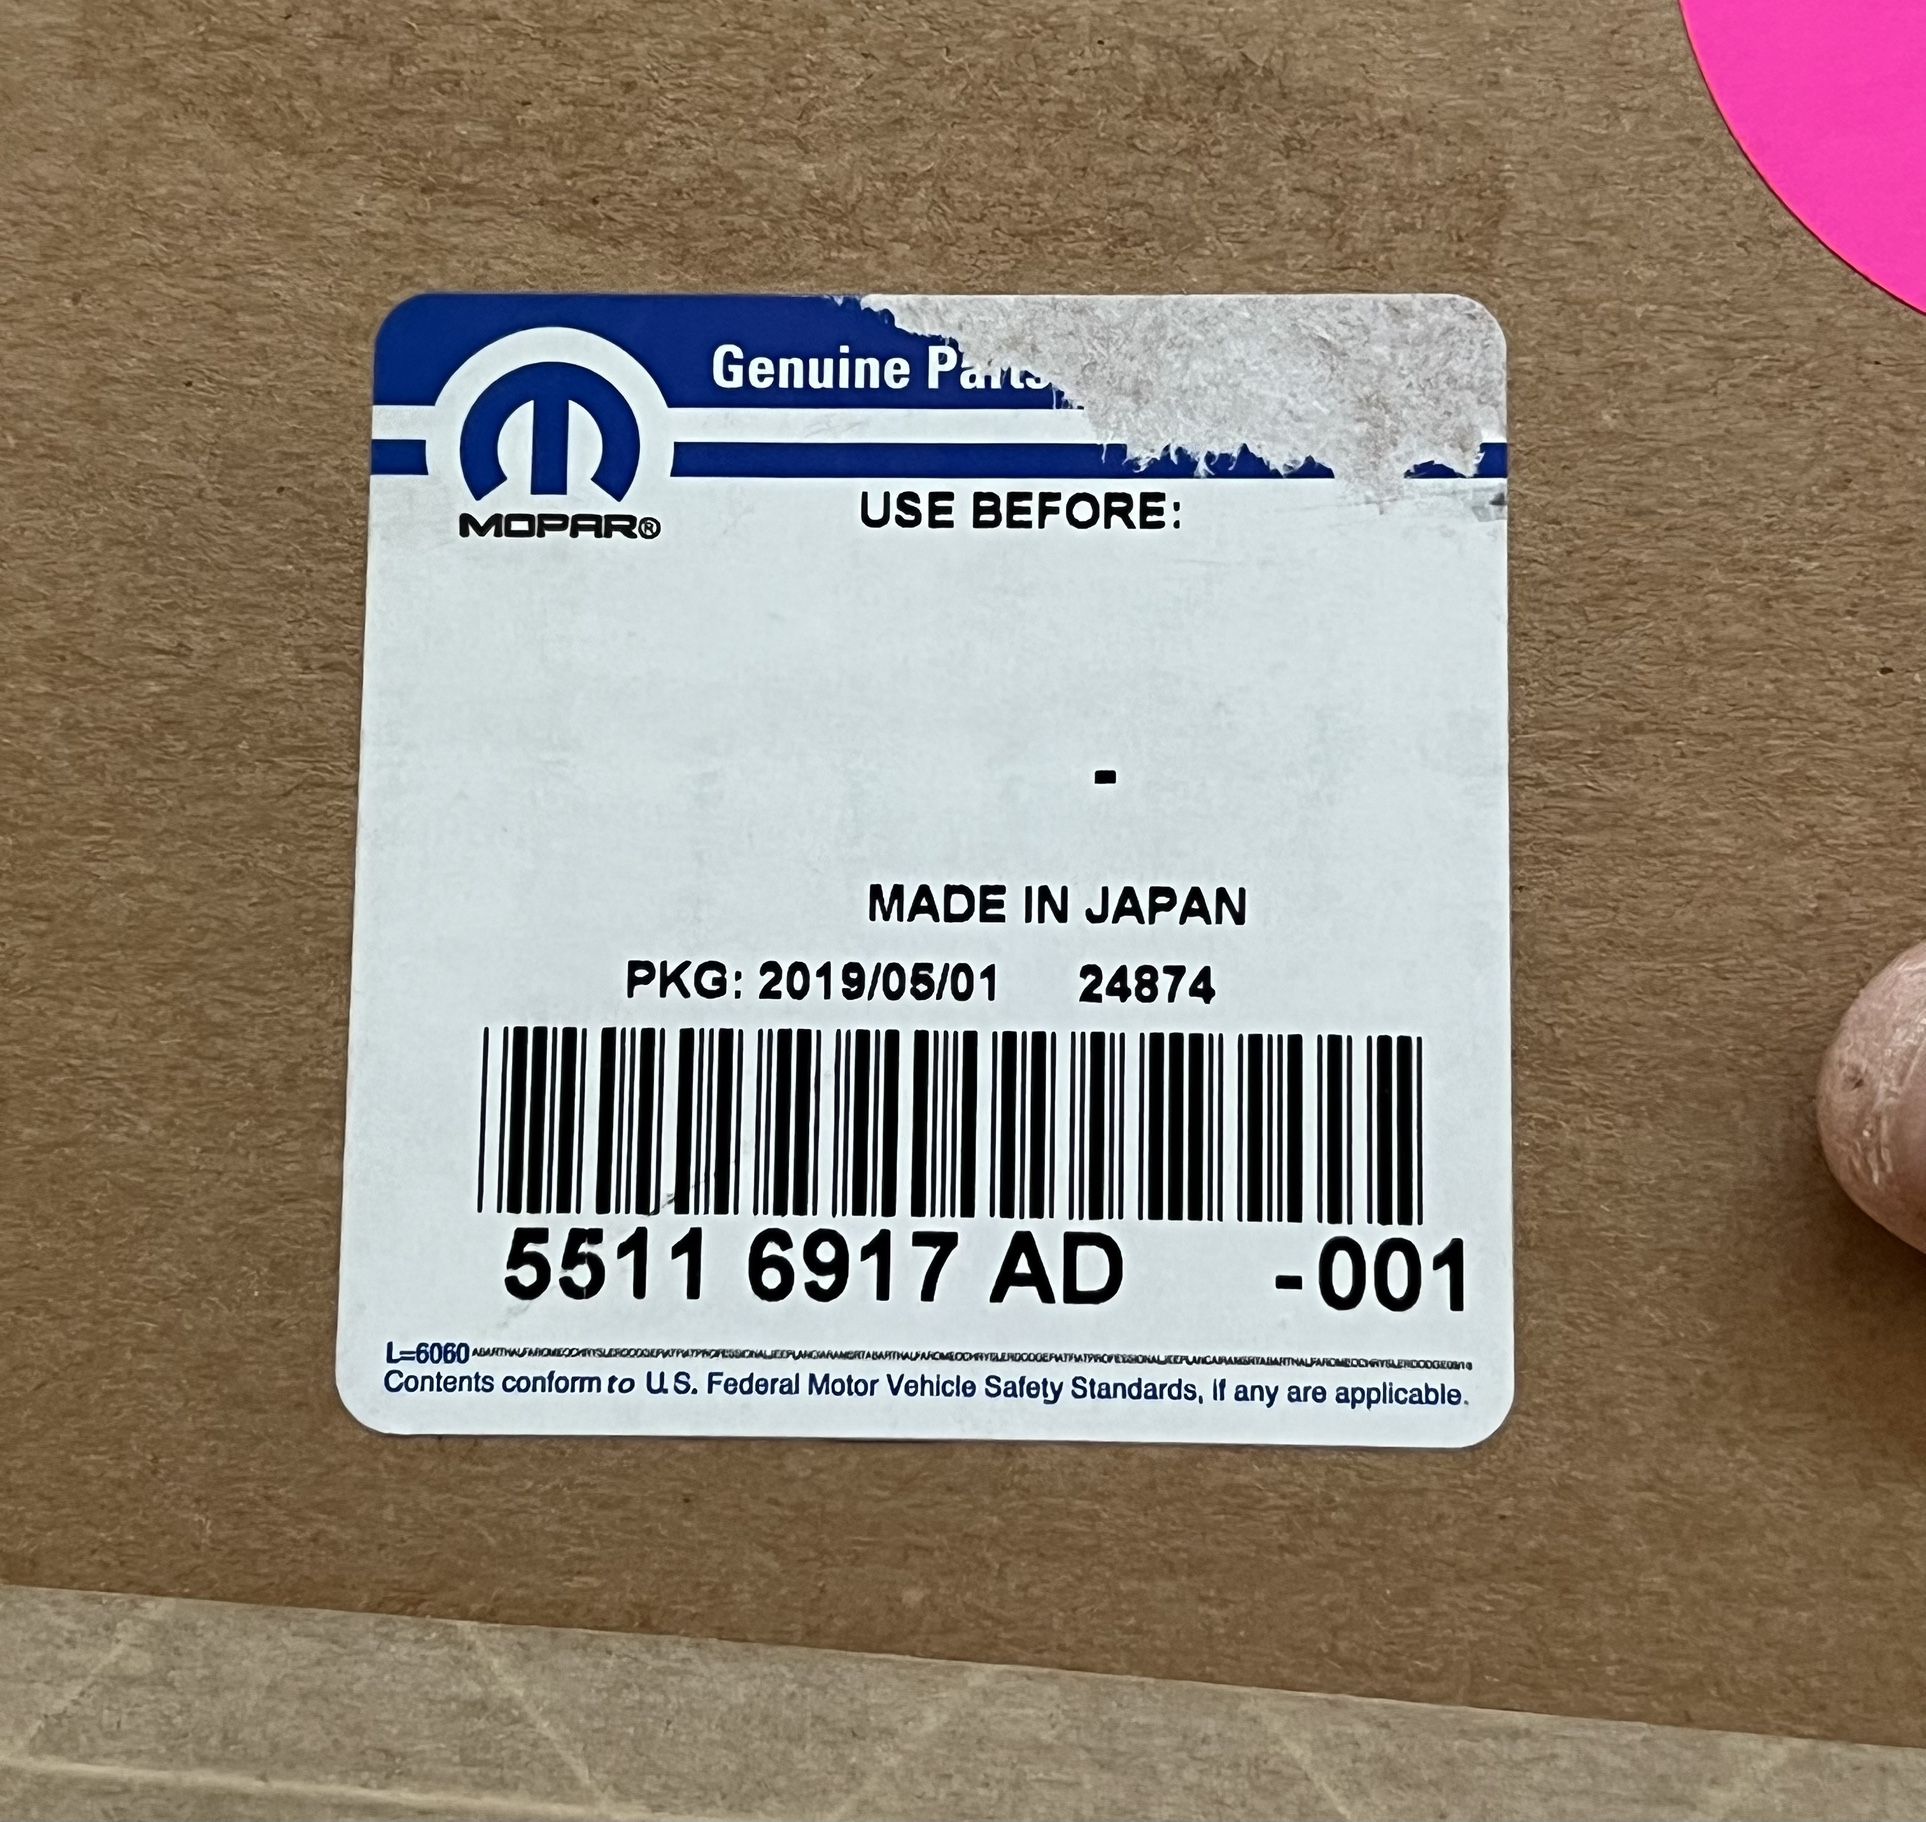 Genuine Parts
MOPAR®
USE BEFORE:
-
MADE IN JAPAN
PKG: 2019/05/01 24874
5511 6917 AD -001
L=6060
Contents conform to U.S. Federal Motor Vehicle Safety Standards, if any are applicable.